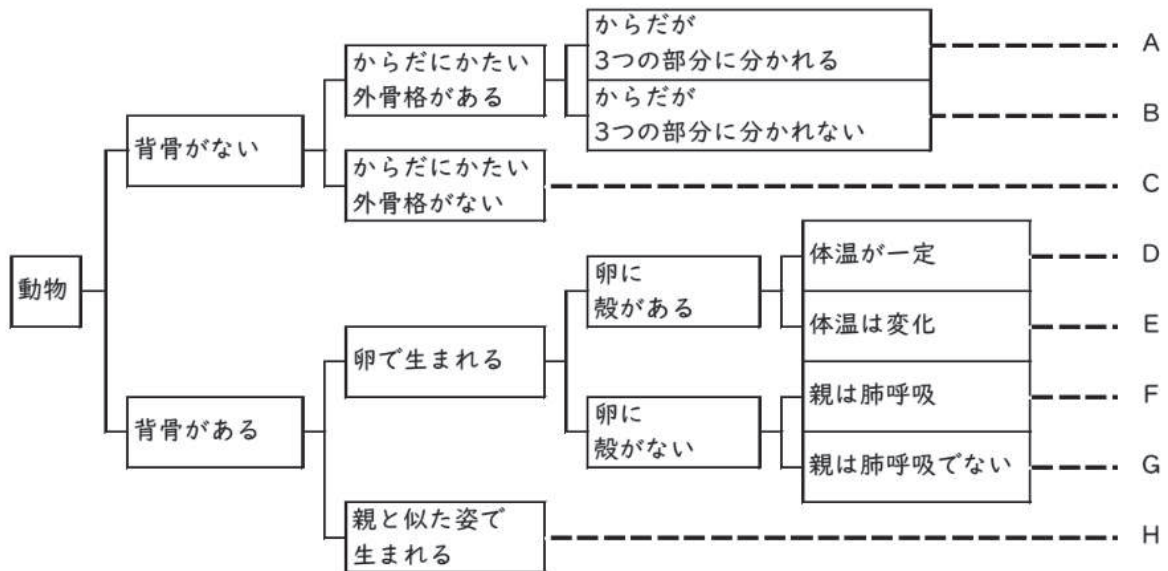 からだが
3つの部分に分かれる
A
からだにかたい
外骨格がある
からだが
3つの部分に分かれない
B
背骨がない
からだにかたい
外骨格がない
C
動物
体温が一定
D
卵に
殻がある
体温は変化
E
卵で生まれる
親は肺呼吸
F
背骨がある
卵に
殻がない
親は肺呼吸でない
G
親と似た姿で
生まれる
H